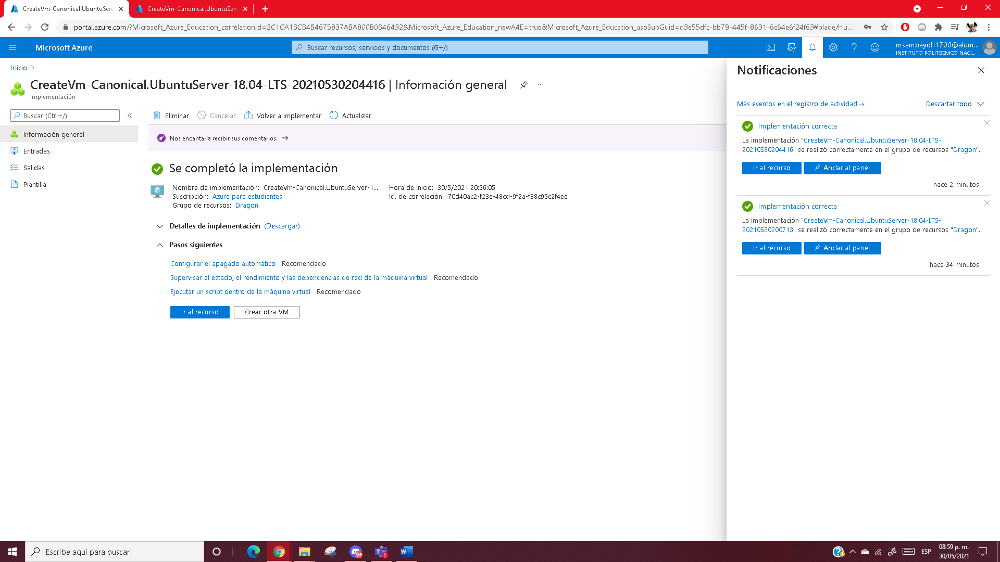 CreateVm-Canonical.UbuntuServ
CreateVm-Canonical.UbuntuServ
portal.azure.com/?Microsoft_Azure_Education_correlationId=2C1CA1BCB4B4675837ABA800B0B46432&Microsoft_Azure_Education_newA4E=true&Microsoft_Azure_Education_asoSubGuid=d3e55dfc-bb79-445f-8631-6c64e6f24f63#blade/Hu...
Microsoft Azure
Buscar recursos, servicios y documentos (G+/)
msampayoh1700@alum...
INSTITUTO POLITECNICO NACI...
Inicio
CreateVm-Canonical.UbuntuServer-18.04-LTS-20210530204416 | Información general
Implementación
Buscar (Ctrl+/)
Información general
Entradas
Salidas
Plantilla
Eliminar
Cancelar
Volver a implementar
Actualizar
Nos encantaría recibir sus comentarios.
Se completó la implementación
Nombre de implementación: CreateVm-Canonical.UbuntuServer-1...
Suscripción: Azure para estudiantes
Grupo de recursos: Dragon
Hora de inicio: 30/5/2021 20:56:05
Id. de correlación: 70d40ac2-f23a-48cd-9f2a-f88c95c2f4ee
Detalles de implementación (Descargar)
Pasos siguientes
Configurar el apagado automático Recomendado
Supervisar el estado, el rendimiento y las dependencias de red de la máquina virtual Recomendado
Ejecutar un script dentro de la máquina virtual Recomendado
Ir al recurso
Crear otra VM
Notificaciones
Más eventos en el registro de actividad
Descartar todo
Implementación correcta
La implementación "CreateVm-Canonical.UbuntuServer-18.04-LTS-
20210530204416" se realizó correctamente en el grupo de recursos "Dragon".
Ir al recurso
Anclar al panel
hace 2 minutos
Implementación correcta
La implementación "CreateVm-Canonical.UbuntuServer-18.04-LTS-
20210530200713" se realizó correctamente en el grupo de recursos "Dragon".
Ir al recurso
Anclar al panel
hace 34 minutos
Escribe aquí para buscar
9+
1
ESP
08:59 p. m.
30/05/2021